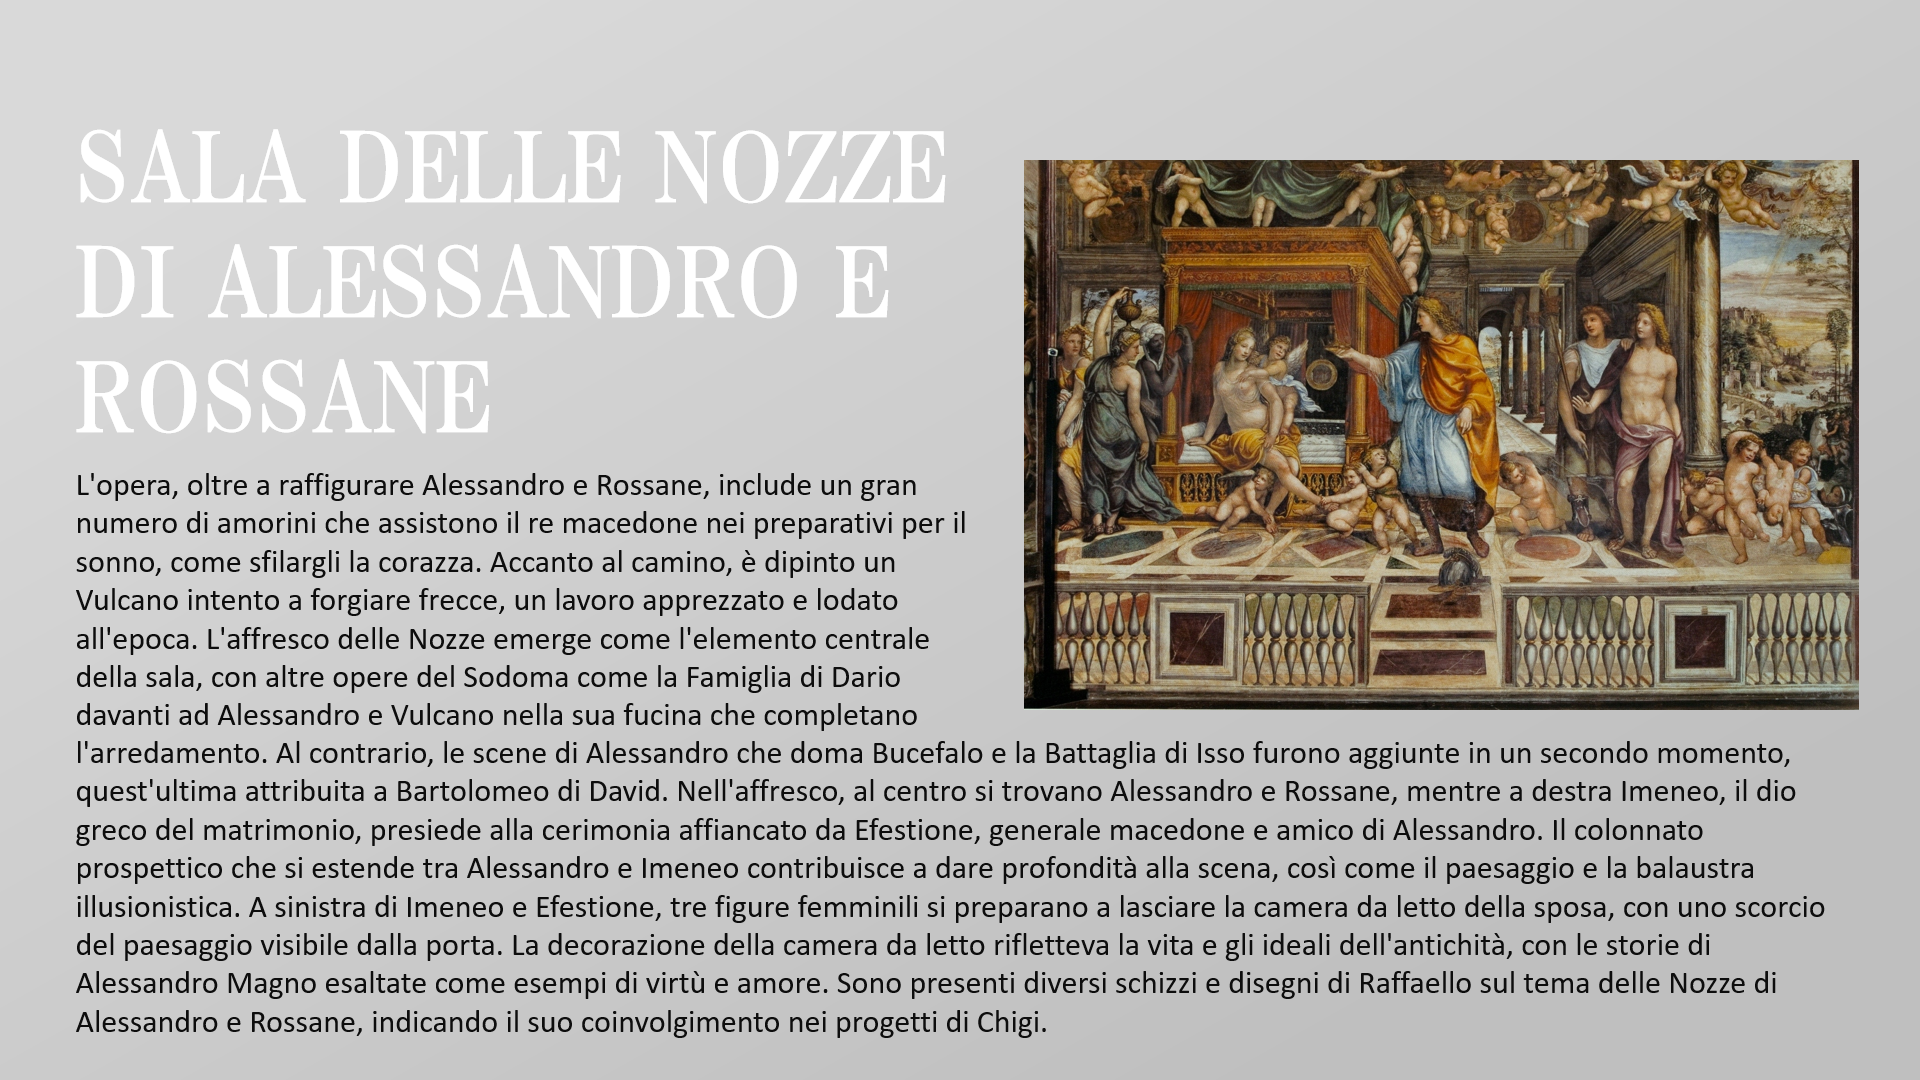 SALA DELLE NOZZE
DI ALESSANDRO E
ROSSANE
L'opera, oltre a raffigurare Alessandro e Rossane, include un gran
numero di amorini che assistono il re macedone nei preparativi per il
sonno, come sfilargli la corazza. Accanto al camino, è dipinto un
Vulcano intento a forgiare frecce, un lavoro apprezzato e lodato
all'epoca. L'affresco delle Nozze emerge come l'elemento centrale
della sala, con altre opere del Sodoma come la Famiglia di Dario
davanti ad Alessandro e Vulcano nella sua fucina che completano
l'arredamento. Al contrario, le scene di Alessandro che doma Bucefalo e la Battaglia di Isso furono aggiunte in un secondo momento,
quest'ultima attribuita a Bartolomeo di David. Nell'affresco, al centro si trovano Alessandro e Rossane, mentre a destra Imeneo, il dio
greco del matrimonio, presiede alla cerimonia affiancato da Efestione, generale macedone e amico di Alessandro. Il colonnato
prospettico che si estende tra Alessandro e Imeneo contribuisce a dare profondità alla scena, così come il paesaggio e la balaustra
illusionistica. A sinistra di Imeneo e Efestione, tre figure femminili si preparano a lasciare la camera da letto della sposa, con uno scorcio
del paesaggio visibile dalla porta. La decorazione della camera da letto rifletteva la vita e gli ideali dell'antichità, con le storie di
Alessandro Magno esaltate come esempi di virtù e amore. Sono presenti diversi schizzi e disegni di Raffaello sul tema delle Nozze di
Alessandro e Rossane, indicando il suo coinvolgimento nei progetti di Chigi.